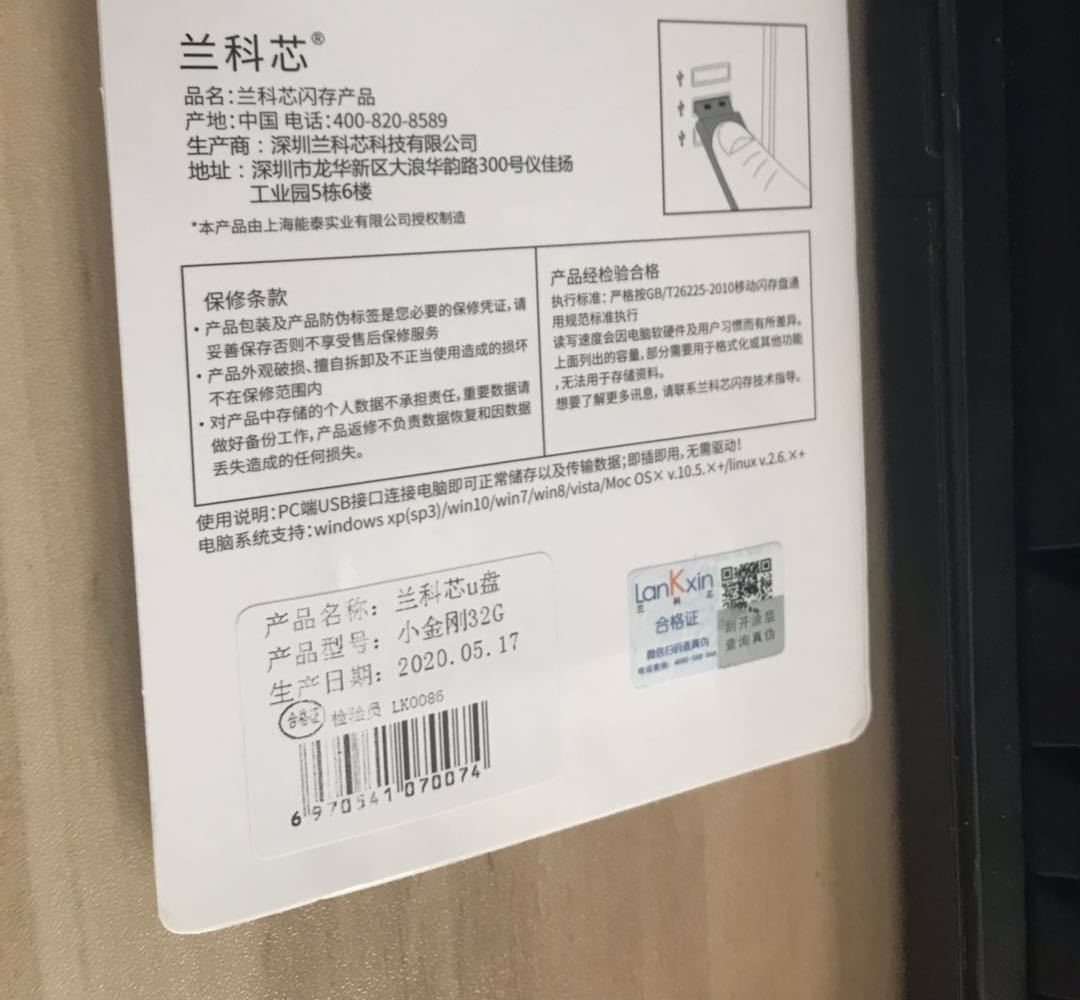 兰科芯®
品名:兰科芯闪存产品
产地:中国 电话:400-820-8589
生产商：深圳兰科芯科技有限公司
地址：深圳市龙华新区大浪华韵路300号仪佳扬
工业园5栋6楼
*本产品由上海能泰实业有限公司授权制造
保修条款
·产品包装及产品防伪标签是您必要的保修凭证,请
妥善保存否则不享受售后保修服务
·产品外观破损、擅自拆卸及不正当使用造成的损坏
不在保修范围内
·对产品中存储的个人数据不承担责任,重要数据请
做好备份工作,产品返修不负责数据恢复和因数据
丢失造成的任何损失。
产品经检验合格
执行标准：严格按GB/T26225-2010移动闪存盘通
用规范标准执行
读写速度会因电脑软硬件及用户习惯而有所差异。
上面列出的容量,部分需要用于格式化或其他功能
,无法用于存储资料。
想要了解更多讯息，请联系兰科芯闪存技术指导。
使用说明:PC端USB接口连接电脑即可正常储存以及传输数据;即插即用,无需驱动!
电脑系统支持:windows xp(sp3)/win10/win7/win8/vista/Moc OS× v.10.5.×+/linux v.2.6.×+
产品名称：兰科芯u盘
产品型号：小金刚32G
生产日期：2020.05.17
合格证 检验员 LK0086
6 970541 070074
LanKxin
兰 科 芯
合格证
微信扫码查真伪
电话查询：
刮开涂层
查询真伪